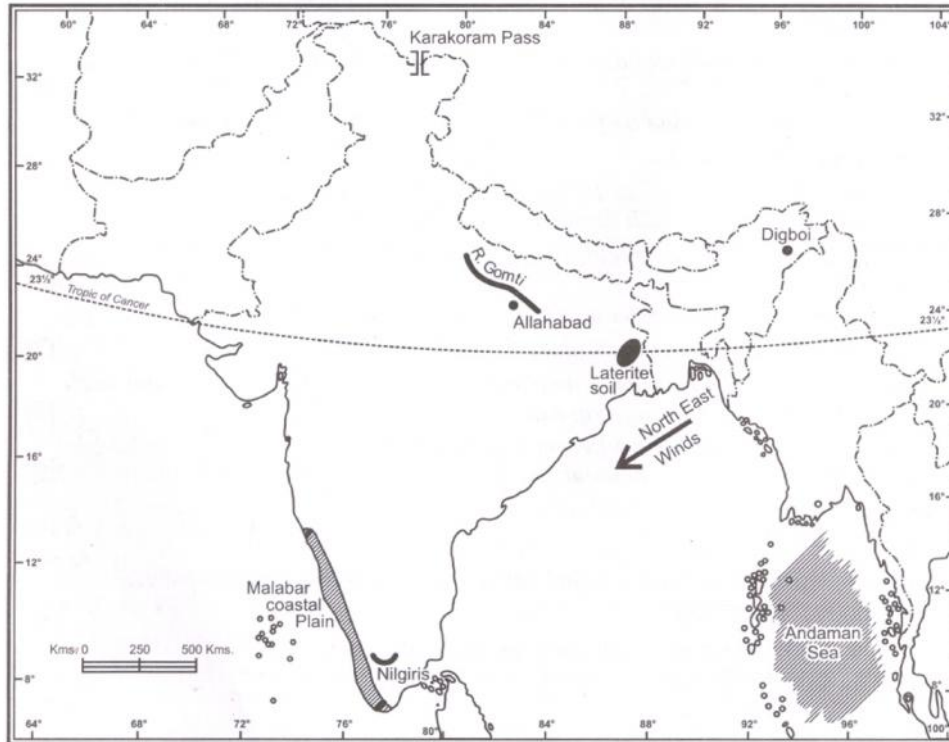 60° 64° 68° 72° 76° 80° 84° 88° 92° 96° 100° 104°
Karakoram Pass
32°
32°
28°
28°
Digboi
24°
23½°
R. Gomti
Tropic of Cancer
Allahabad
24°
23½°
20°
Laterite
soil
20°
North East
Winds
16°
16°
12°
12°
Malabar
coastal
Plain
Andaman
Sea
Kms/ 0 250 500 Kms.
Nilgiris
8°
8°
64° 68° 72° 76° 80° 84° 88° 92° 96° 100°